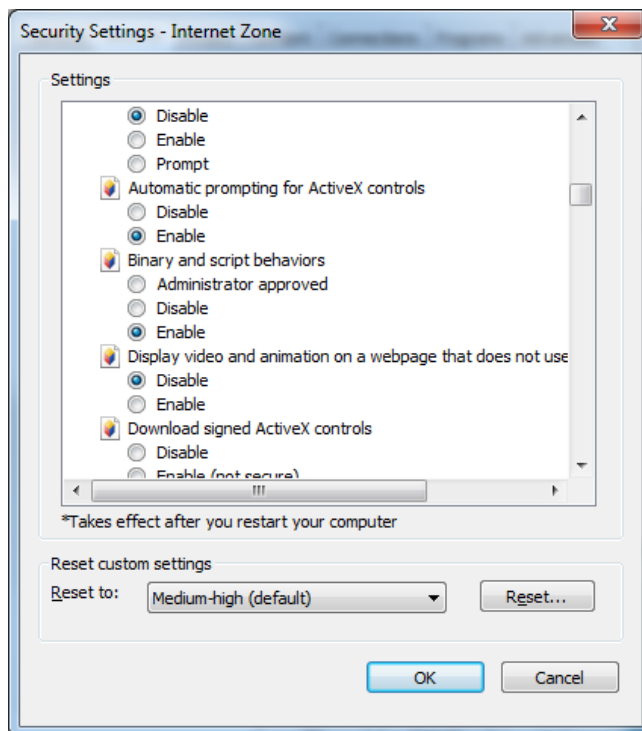 Security Settings - Internet Zone
Settings
Disable
Enable
Prompt
Automatic prompting for ActiveX controls
Disable
Enable
Binary and script behaviors
Administrator approved
Disable
Enable
Display video and animation on a webpage that does not use
Disable
Enable
Download signed ActiveX controls
Disable
Enable (not secure)
*Takes effect after you restart your computer
Reset custom settings
Reset to: Medium-high (default) Reset...
OK Cancel